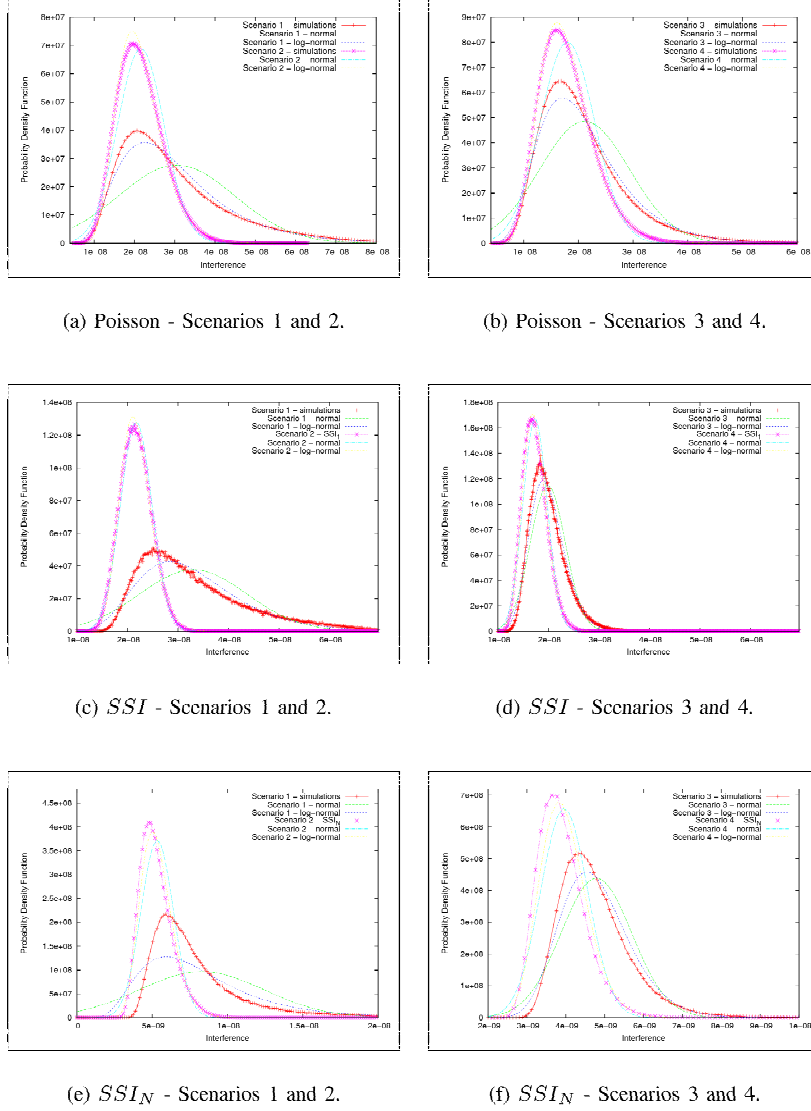 8e+07
7e+07
6e+07
5e+07
4e+07
3e+07
2e+07
1e+07
0
Probability Density Function
1e 08 2e 08 3e 08 4e 08 5e 08 6e 08 7e 08 8e 08
Interference
Scenario 1 – simulations
Scenario 1 – normal
Scenario 1 – log–normal
Scenario 2 – simulations
Scenario 2 – normal
Scenario 2 – log–normal
(a) Poisson - Scenarios 1 and 2.
9e+07
8e+07
7e+07
6e+07
5e+07
4e+07
3e+07
2e+07
1e+07
0
Probability Density Function
1e 08 2e 08 3e 08 4e 08 5e 08 6e 08
Interference
Scenario 3 – simulations
Scenario 3 – normal
Scenario 3 – log–normal
Scenario 4 – simulations
Scenario 4 – normal
Scenario 4 – log–normal
(b) Poisson - Scenarios 3 and 4.
1.4e+08
1.2e+08
1e+08
8e+07
6e+07
4e+07
2e+07
0
Probability Density Function
1e–08 2e–08 3e–08 4e–08 5e–08 6e–08
Interference
Scenario 1 – simulations
Scenario 1 – normal
Scenario 1 – log–normal
Scenario 2 – SSI
Scenario 2 – normal
Scenario 2 – log–normal
(c) SSI - Scenarios 1 and 2.
1.8e+08
1.6e+08
1.4e+08
1.2e+08
1e+08
8e+07
6e+07
4e+07
2e+07
0
Probability Density Function
1e–08 2e–08 3e–08 4e–08 5e–08 6e–08
Interference
Scenario 3 – simulations
Scenario 3 – normal
Scenario 3 – log–normal
Scenario 4 – SSI
Scenario 4 – normal
Scenario 4 – log–normal
(d) SSI - Scenarios 3 and 4.
4.5e+08
4e+08
3.5e+08
3e+08
2.5e+08
2e+08
1.5e+08
1e+08
5e+07
0
Probability Density Function
0 5e–09 1e–08 1.5e–08 2e–08
Interference
Scenario 1 – simulations
Scenario 1 – normal
Scenario 1 – log–normal
Scenario 2 SSI_N
Scenario 2 – normal
Scenario 2 – log–normal
(e) SSI_N - Scenarios 1 and 2.
7e+08
6e+08
5e+08
4e+08
3e+08
2e+08
1e+08
0
Probability Density Function
2e–09 3e–09 4e–09 5e–09 6e–09 7e–09 8e–09 9e–09 1e–08
Interference
Scenario 3 – simulations
Scenario 3 – normal
Scenario 3 – log–normal
Scenario 4 SSI_N
Scenario 4 – normal
Scenario 4 – log–normal
(f) SSI_N - Scenarios 3 and 4.